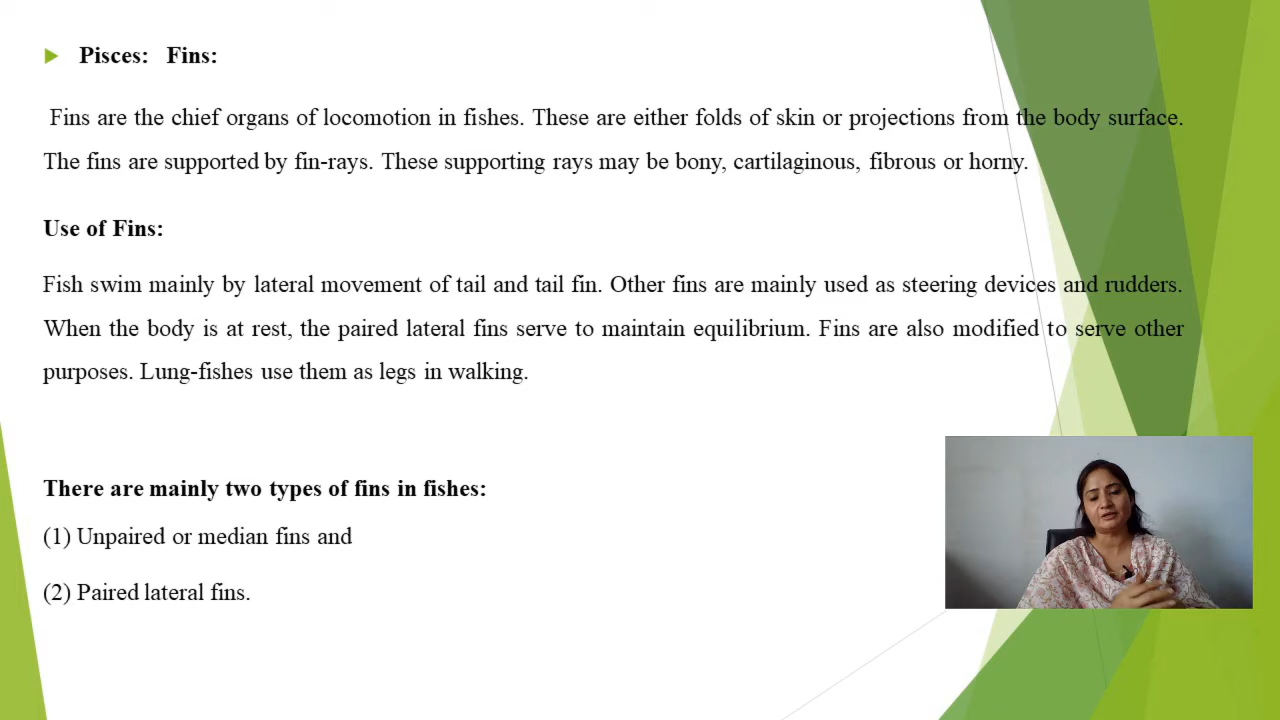 Pisces: Fins:
Fins are the chief organs of locomotion in fishes. These are either folds of skin or projections from the body surface.
The fins are supported by fin-rays. These supporting rays may be bony, cartilaginous, fibrous or horny.
Use of Fins:
Fish swim mainly by lateral movement of tail and tail fin. Other fins are mainly used as steering devices and rudders.
When the body is at rest, the paired lateral fins serve to maintain equilibrium. Fins are also modified to serve other
purposes. Lung-fishes use them as legs in walking.
There are mainly two types of fins in fishes:
(1) Unpaired or median fins and
(2) Paired lateral fins.